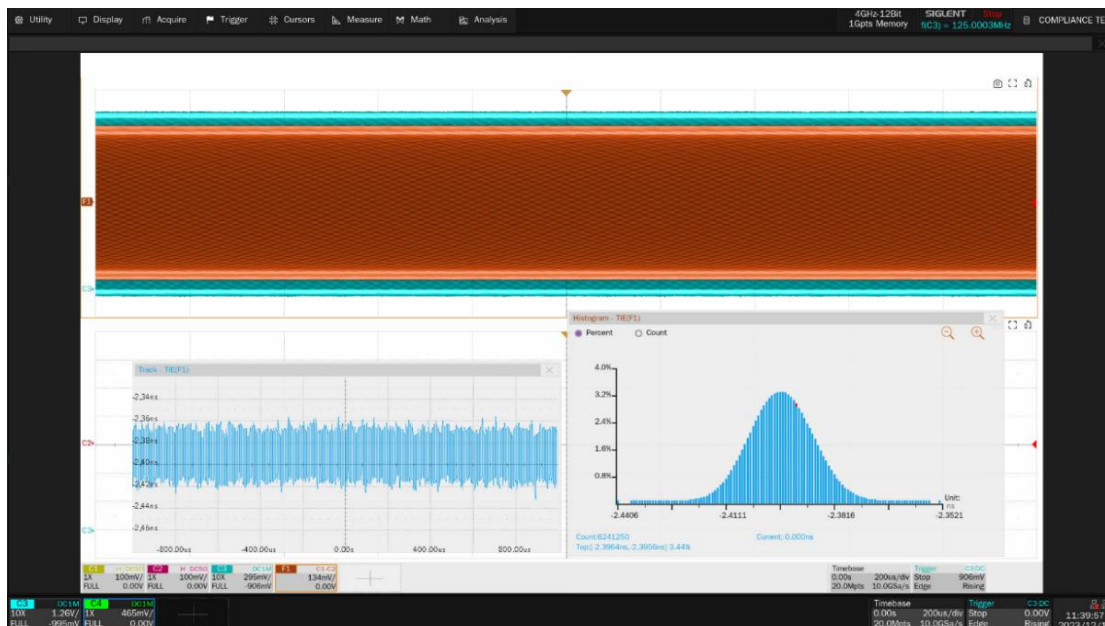 Utility Display Acquire Trigger Cursors Measure Math Analysis
4GHz-12Bit SIGLENT Stop
1Gpts Memory f(C3) = 125.0003MHz COMPLIANCE TE
F1
C3
Histogram - TIE(F1)
Percent Count
4.0%
3.2%
2.4%
1.6%
0.8%
Unit:
ns
-2.4406 -2.4111 -2.3816 -2.3521
Count:6241250 Current: 0.000ns
Top[-2.3964ns,-2.3956ns] 3.44%
Track - TIE(F1)
-2.34ns
-2.36ns
-2.38ns
-2.40ns
-2.42ns
-2.44ns
-2.46ns
-800.00us -400.00us 0.00s 400.00us 800.00us
C2
C3
C1 H DC50 C2 H DC50 C3 DC1M F1 C1-C2
1X 100mV/ 1X 100mV/ 10X 295mV/ 134mV/
FULL 0.00V FULL 0.00V FULL -906mV 0.00V
Timebase Trigger C3 DC
0.00s 200us/div Stop 906mV
20.0Mpts 10.0GSa/s Edge Rising
C3 DC1M C4 DC1M
10X 1.26V/ 1X 465mV/
FULL -995mV FULL 0.00V
Timebase Trigger C3 DC
0.00s 200us/div Stop 0.00V
20.0Mpts 10.0GSa/s Edge Rising
11:39:57